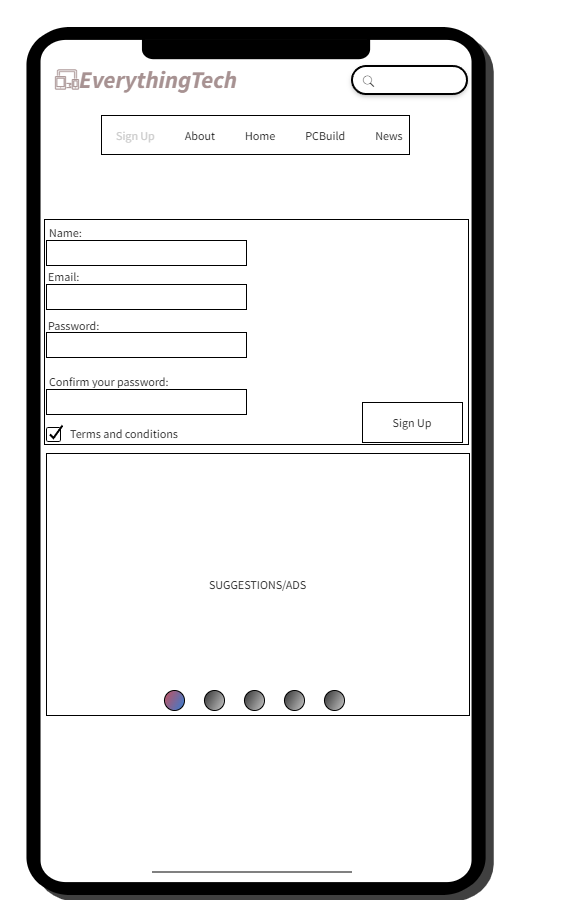 EverythingTech
Sign Up About Home PCBuild News
Name:
Email:
Password:
Confirm your password:
Terms and conditions
Sign Up
SUGGESTIONS/ADS